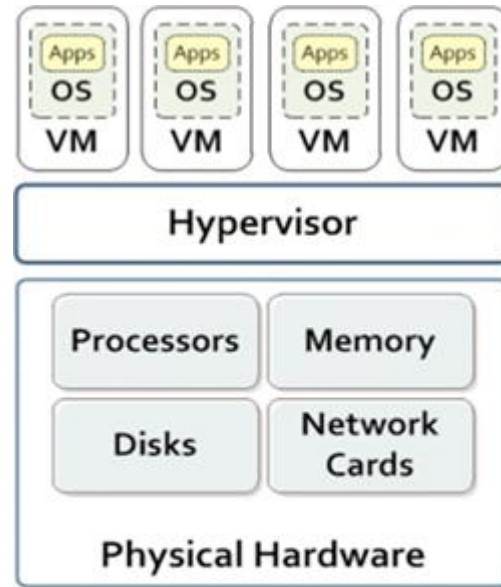 Apps Apps Apps Apps
OS OS OS OS
VM VM VM VM
Hypervisor
Processors Memory
Disks Network
Cards
Physical Hardware